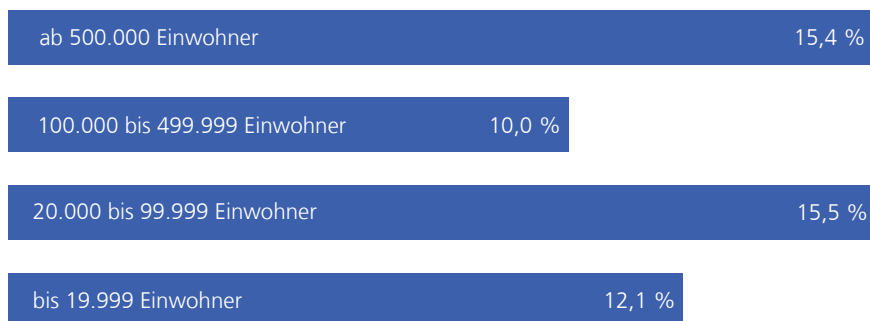 ab 500.000 Einwohner 15,4 %
100.000 bis 499.999 Einwohner 10,0 %
20.000 bis 99.999 Einwohner 15,5 %
bis 19.999 Einwohner 12,1 %